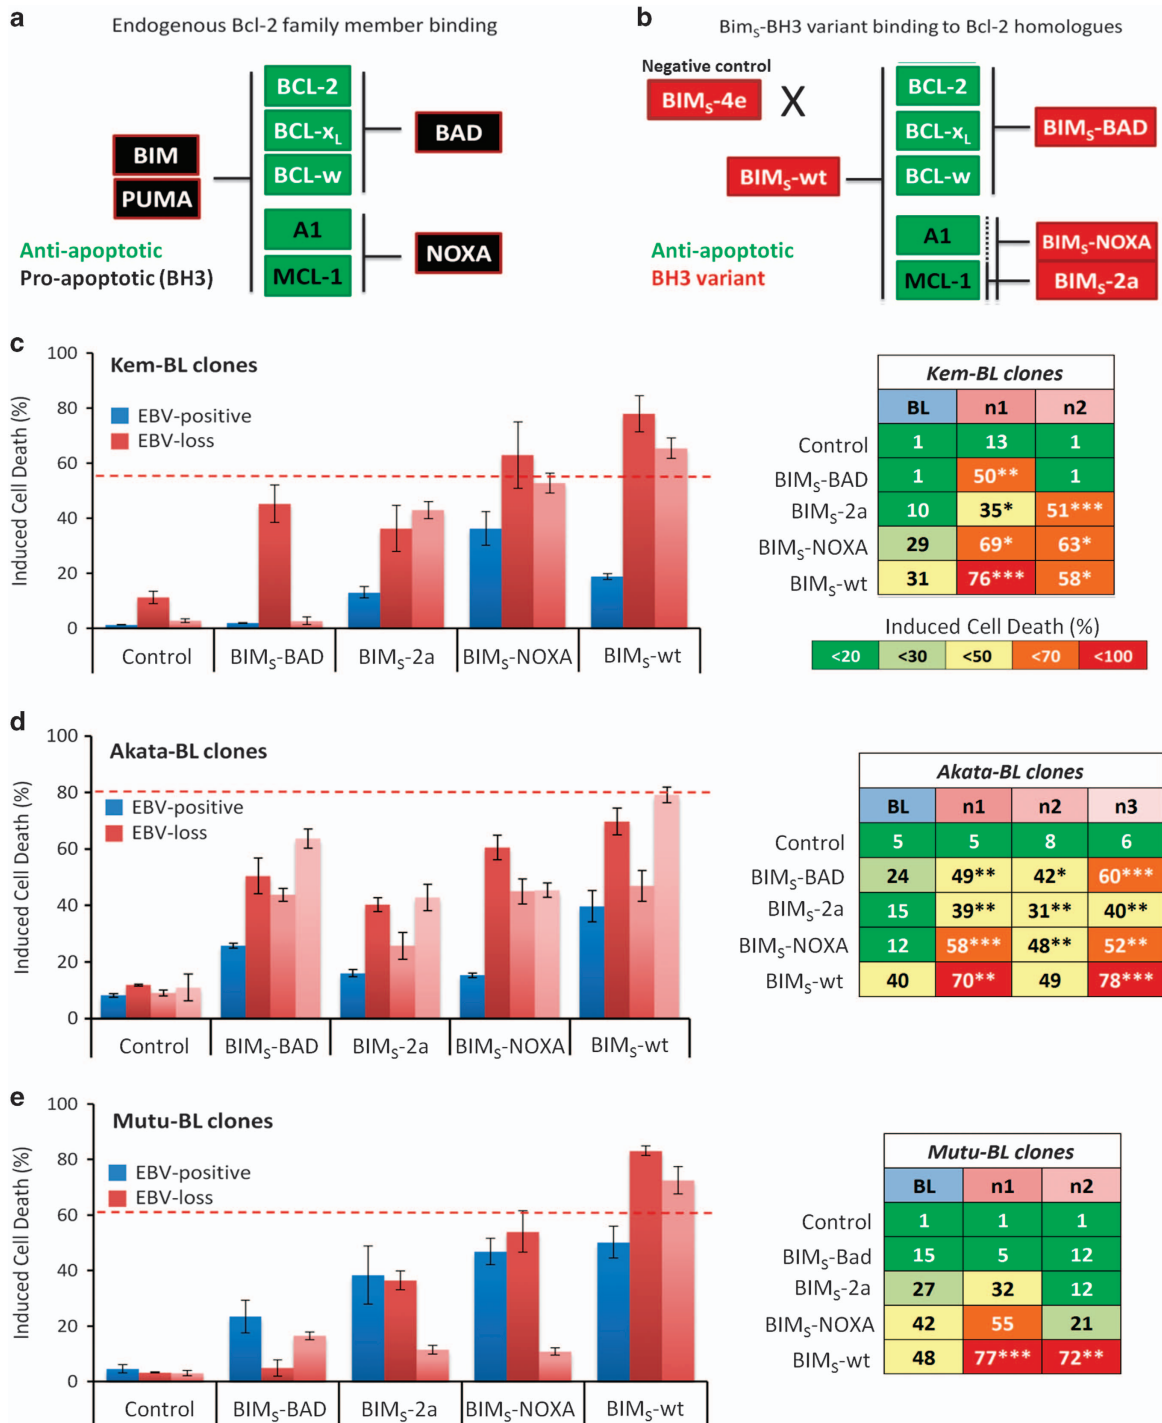 a
Endogenous Bcl-2 family member binding
BIM
PUMA
BCL-2
BCL-xL
BCL-w
A1
MCL-1
BAD
NOXA
Anti-apoptotic
Pro-apoptotic (BH3)
b
BimS-BH3 variant binding to Bcl-2 homologues
Negative control
BIMS-4e
X
BIMS-wt
BCL-2
BCL-xL
BCL-w
A1
MCL-1
BIMS-BAD
BIMS-NOXA
BIMS-2a
Anti-apoptotic
BH3 variant
c
Kem-BL clones
EBV-positive
EBV-loss
Induced Cell Death (%)
100
80
60
40
20
0
Control BIMS-BAD BIMS-2a BIMS-NOXA BIMS-wt
Kem-BL clones
BL n1 n2
Control 1 13 1
BIMS-BAD 1 50** 1
BIMS-2a 10 35* 51***
BIMS-NOXA 29 69* 63*
BIMS-wt 31 76*** 58*
Induced Cell Death (%)
<20 <30 <50 <70 <100
d
Akata-BL clones
EBV-positive
EBV-loss
Induced Cell Death (%)
100
80
60
40
20
0
Control BIMS-BAD BIMS-2a BIMS-NOXA BIMS-wt
Akata-BL clones
BL n1 n2 n3
Control 5 5 8 6
BIMS-BAD 24 49** 42* 60***
BIMS-2a 15 39** 31** 40**
BIMS-NOXA 12 58*** 48** 52**
BIMS-wt 40 70** 49 78***
e
Mutu-BL clones
EBV-positive
EBV-loss
Induced Cell Death (%)
100
80
60
40
20
0
Control BIMS-BAD BIMS-2a BIMS-NOXA BIMS-wt
Mutu-BL clones
BL n1 n2
Control 1 1 1
BIMS-Bad 15 5 12
BIMS-2a 27 32 12
BIMS-NOXA 42 55 21
BIMS-wt 48 77*** 72**